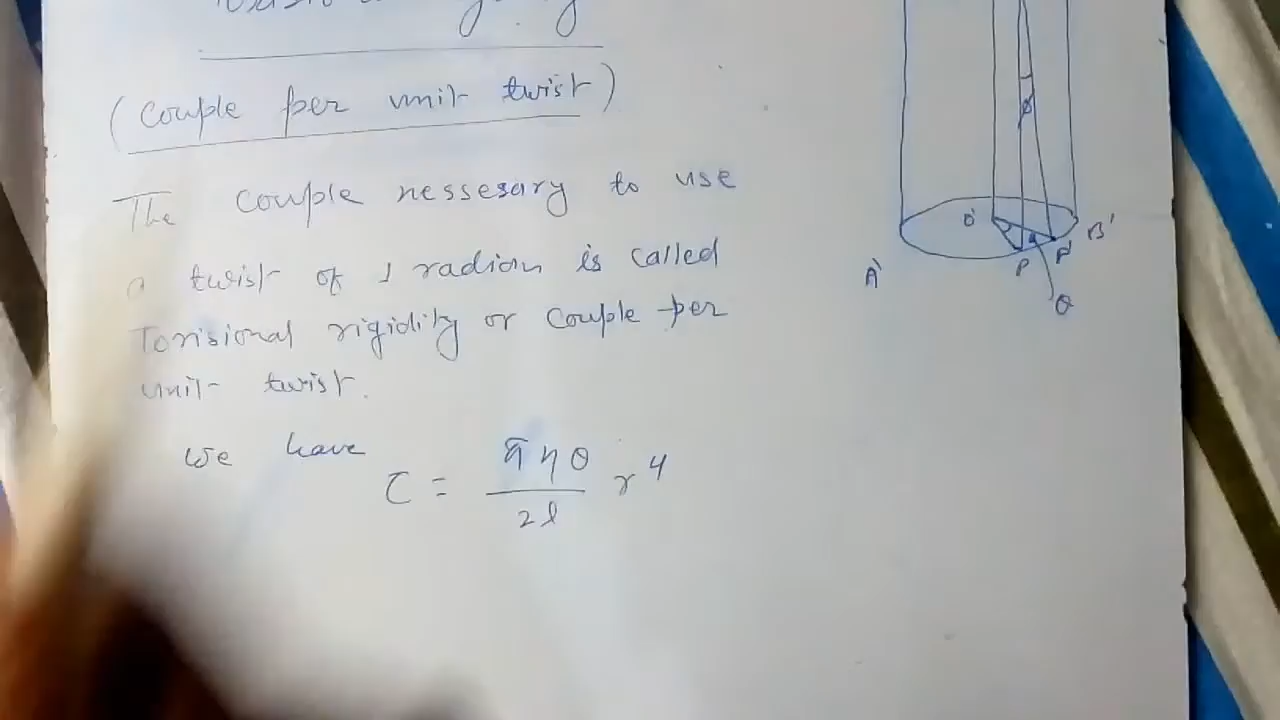 (Couple per unit twist)
The couple nessesary to use
a twist of 1 radian is called
Torisional rigidity or couple per
unit twist.
We have
τ = πηθ / 2l r⁴
φ
O'
A'
P P' B'
θ